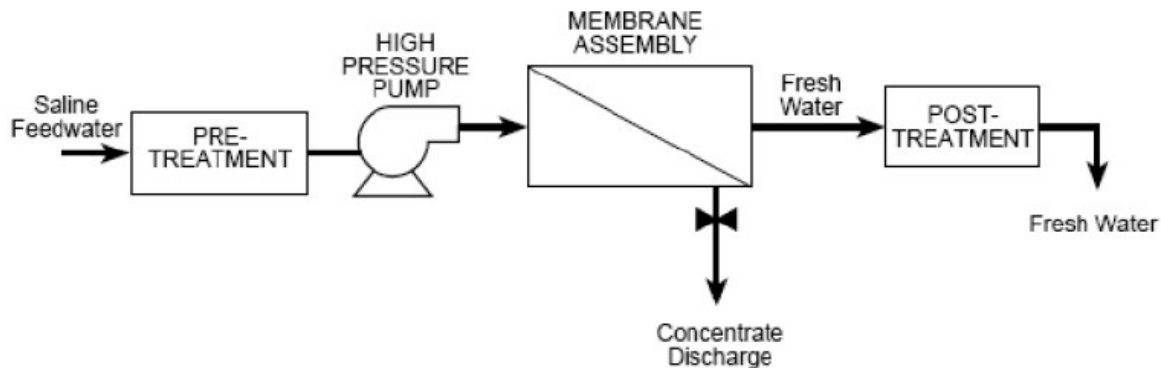 Saline
Feedwater
PRE-
TREATMENT
HIGH
PRESSURE
PUMP
MEMBRANE
ASSEMBLY
Fresh
Water
POST-
TREATMENT
Fresh Water
Concentrate
Discharge